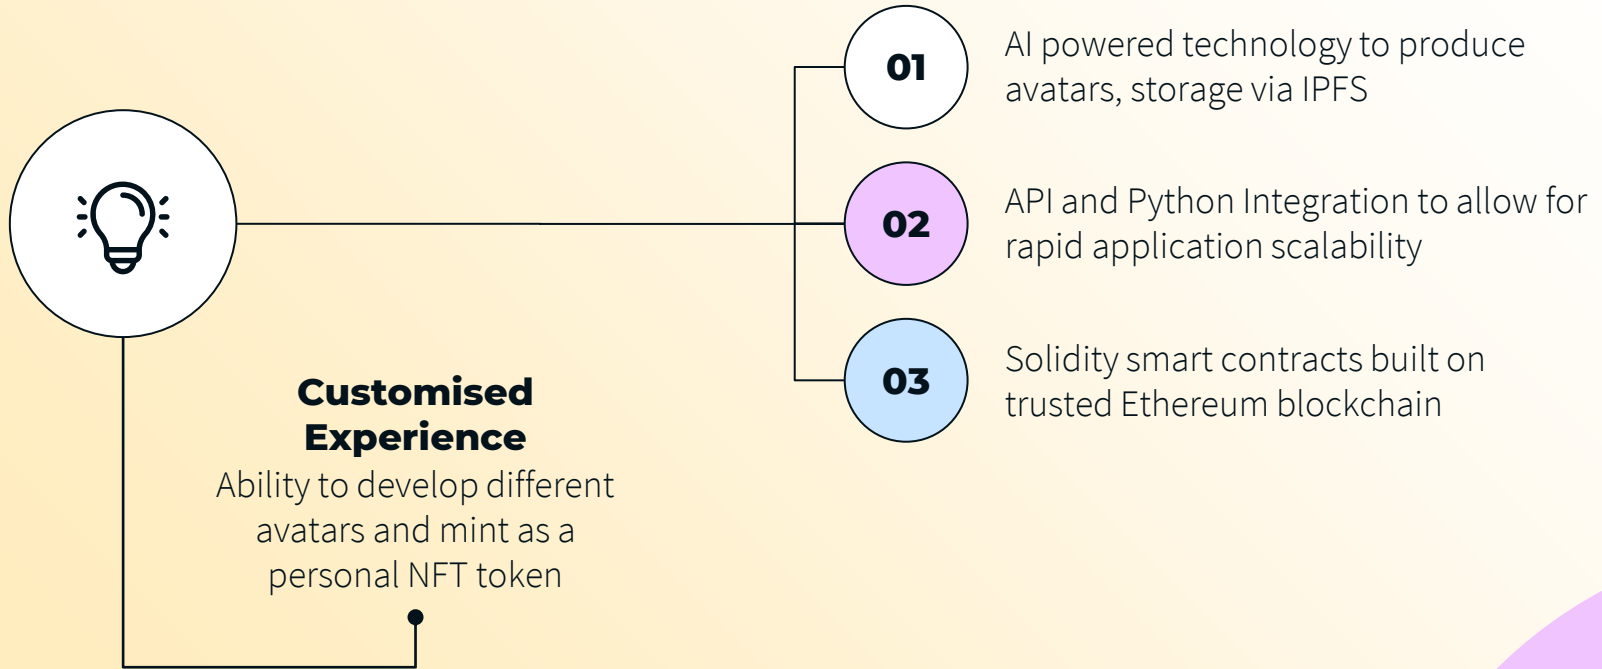 01
AI powered technology to produce
avatars, storage via IPFS
02
API and Python Integration to allow for
rapid application scalability
03
Solidity smart contracts built on
trusted Ethereum blockchain
Customised
Experience
Ability to develop different
avatars and mint as a
personal NFT token